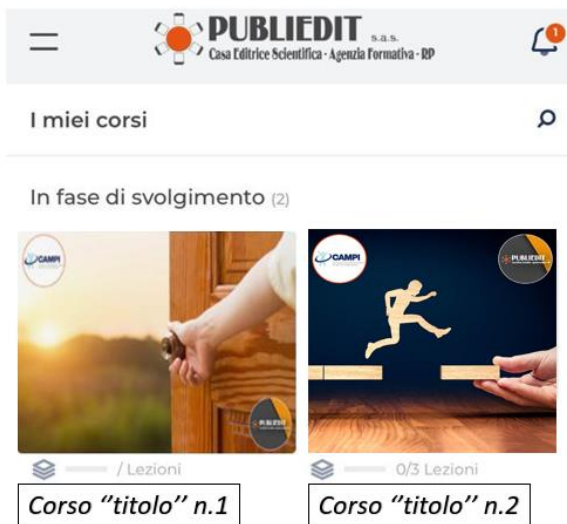 PUBLIEDIT s.a.s.
Casa Editrice Scientifica - Agenzia Formativa - RP
1
I miei corsi
In fase di svolgimento (2)
CAMPI
PUBLIEDIT
CAMPI
PUBLIEDIT
/ Lezioni
0/3 Lezioni
Corso ‘‘titolo’’ n.1
Corso ‘‘titolo’’ n.2